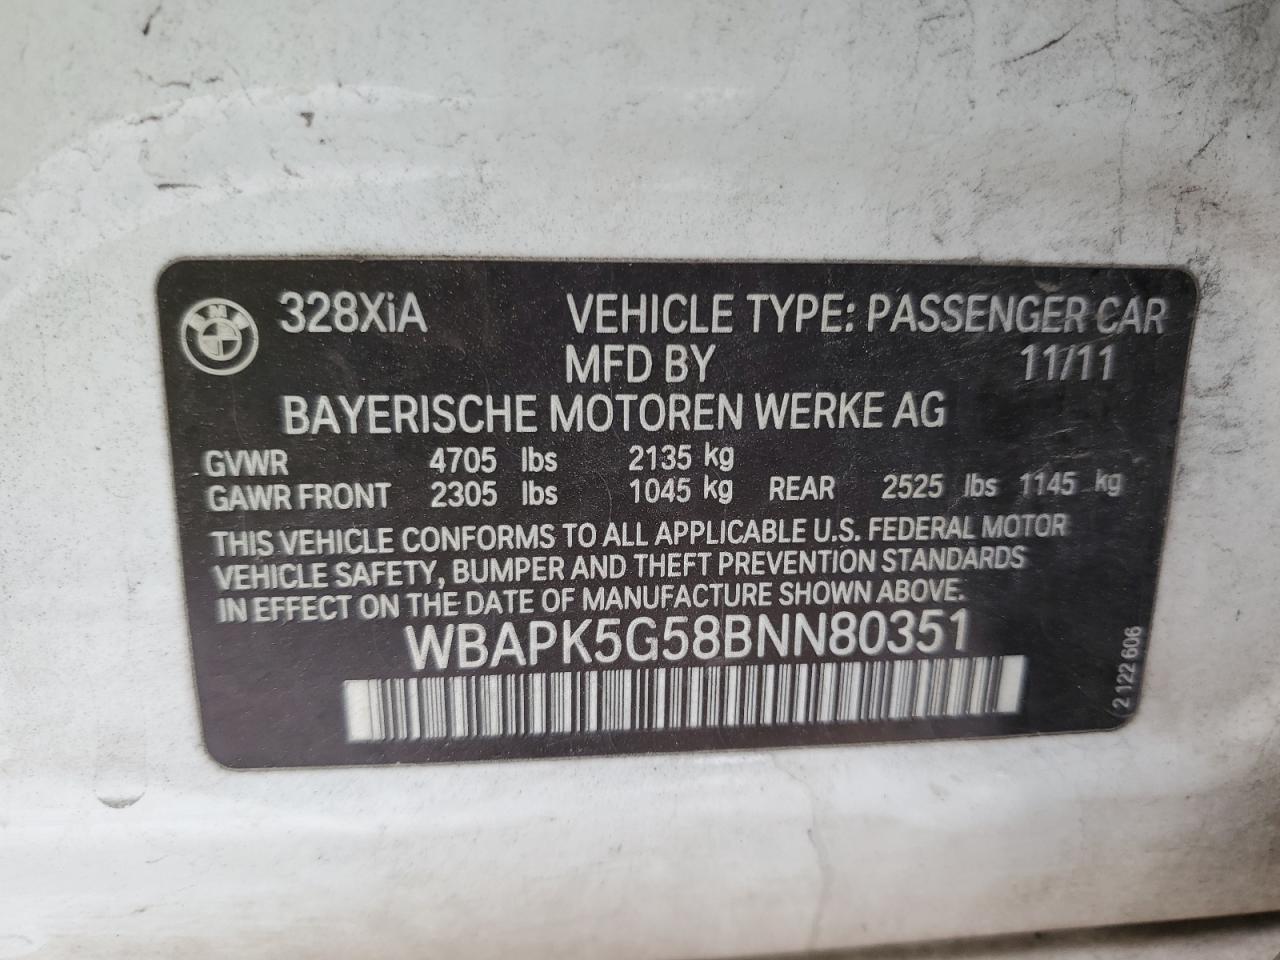 BMW
328XiA VEHICLE TYPE: PASSENGER CAR
MFD BY 11/11
BAYERISCHE MOTOREN WERKE AG
GVWR 4705 lbs 2135 kg
GAWR FRONT 2305 lbs 1045 kg REAR 2525 lbs 1145 kg
THIS VEHICLE CONFORMS TO ALL APPLICABLE U.S. FEDERAL MOTOR
VEHICLE SAFETY, BUMPER AND THEFT PREVENTION STANDARDS
IN EFFECT ON THE DATE OF MANUFACTURE SHOWN ABOVE.
WBAPK5G58BNN80351
2 122 606